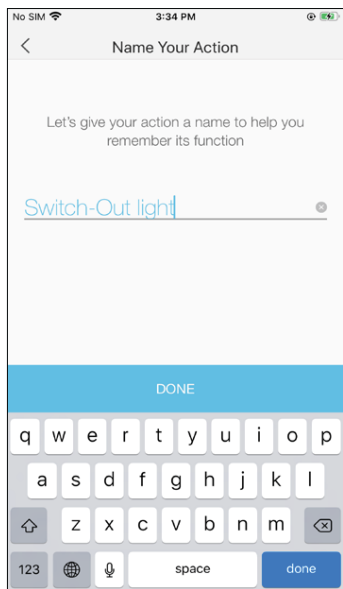 No SIM 3:34 PM
Name Your Action
Let's give your action a name to help you
remember its function
Switch-Out light
DONE
q w e r t y u i o p
a s d f g h j k l
z x c v b n m
123 space done